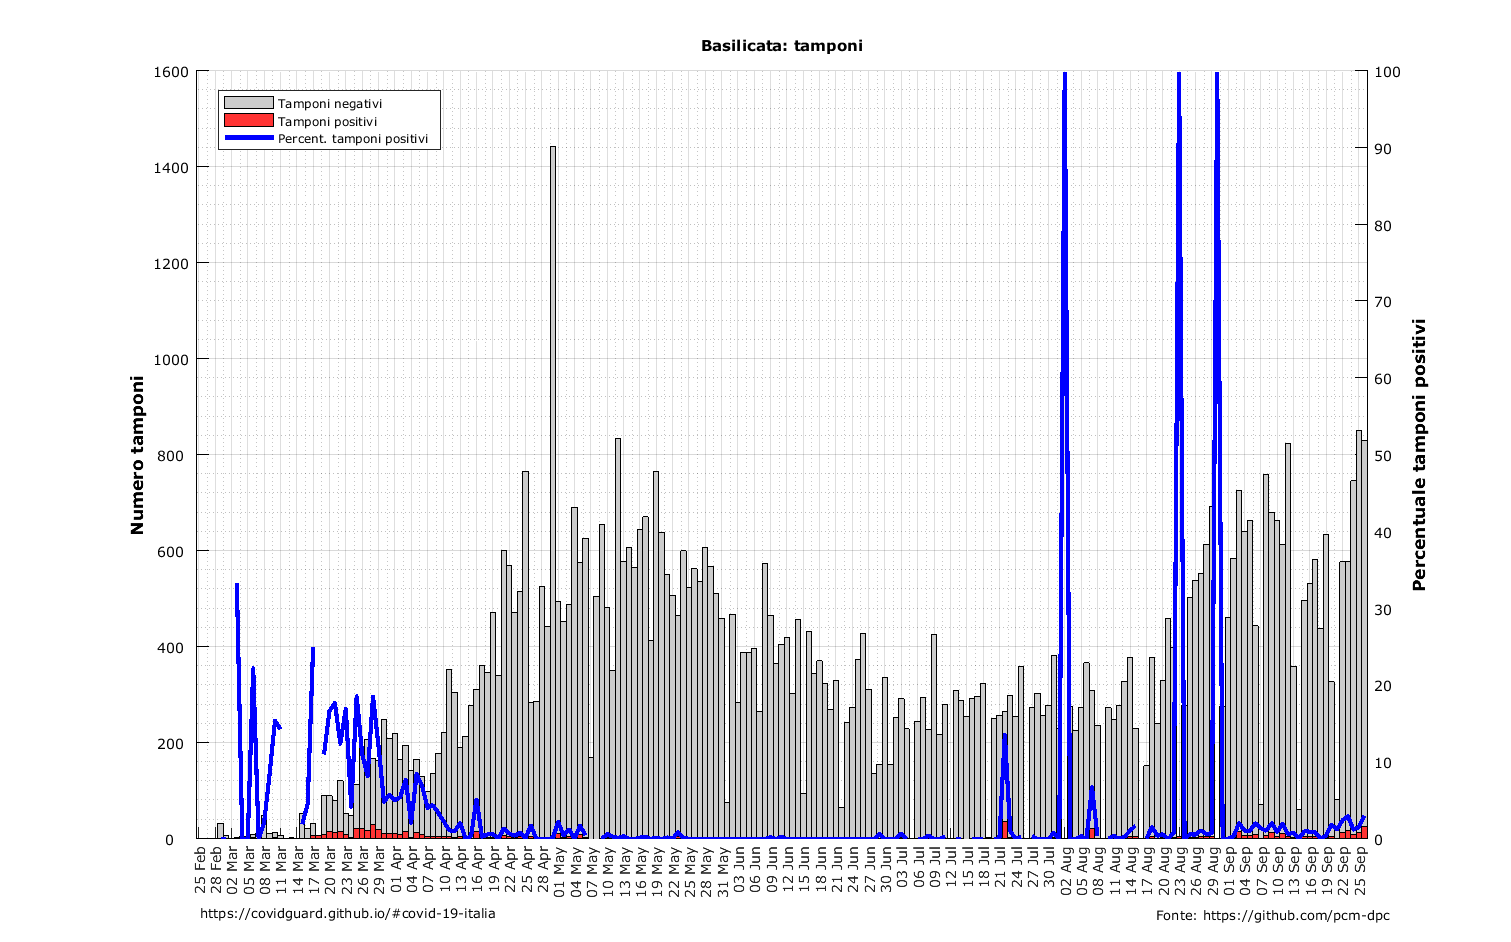 Basilicata: tamponi
Tamponi negativi
Tamponi positivi
Percent. tamponi positivi
Numero tamponi
1600
1400
1200
1000
800
600
400
200
0
Percentuale tamponi positivi
100
90
80
70
60
50
40
30
20
10
0
25 Feb
28 Feb
02 Mar
05 Mar
08 Mar
11 Mar
14 Mar
17 Mar
20 Mar
23 Mar
26 Mar
29 Mar
01 Apr
04 Apr
07 Apr
10 Apr
13 Apr
16 Apr
19 Apr
22 Apr
25 Apr
28 Apr
01 May
04 May
07 May
10 May
13 May
16 May
19 May
22 May
25 May
28 May
31 May
03 Jun
06 Jun
09 Jun
12 Jun
15 Jun
18 Jun
21 Jun
24 Jun
27 Jun
30 Jun
03 Jul
06 Jul
09 Jul
12 Jul
15 Jul
18 Jul
21 Jul
24 Jul
27 Jul
30 Jul
02 Aug
05 Aug
08 Aug
11 Aug
14 Aug
17 Aug
20 Aug
23 Aug
26 Aug
29 Aug
01 Sep
04 Sep
07 Sep
10 Sep
13 Sep
16 Sep
19 Sep
22 Sep
25 Sep
https://covidguard.github.io/#covid-19-italia
Fonte: https://github.com/pcm-dpc